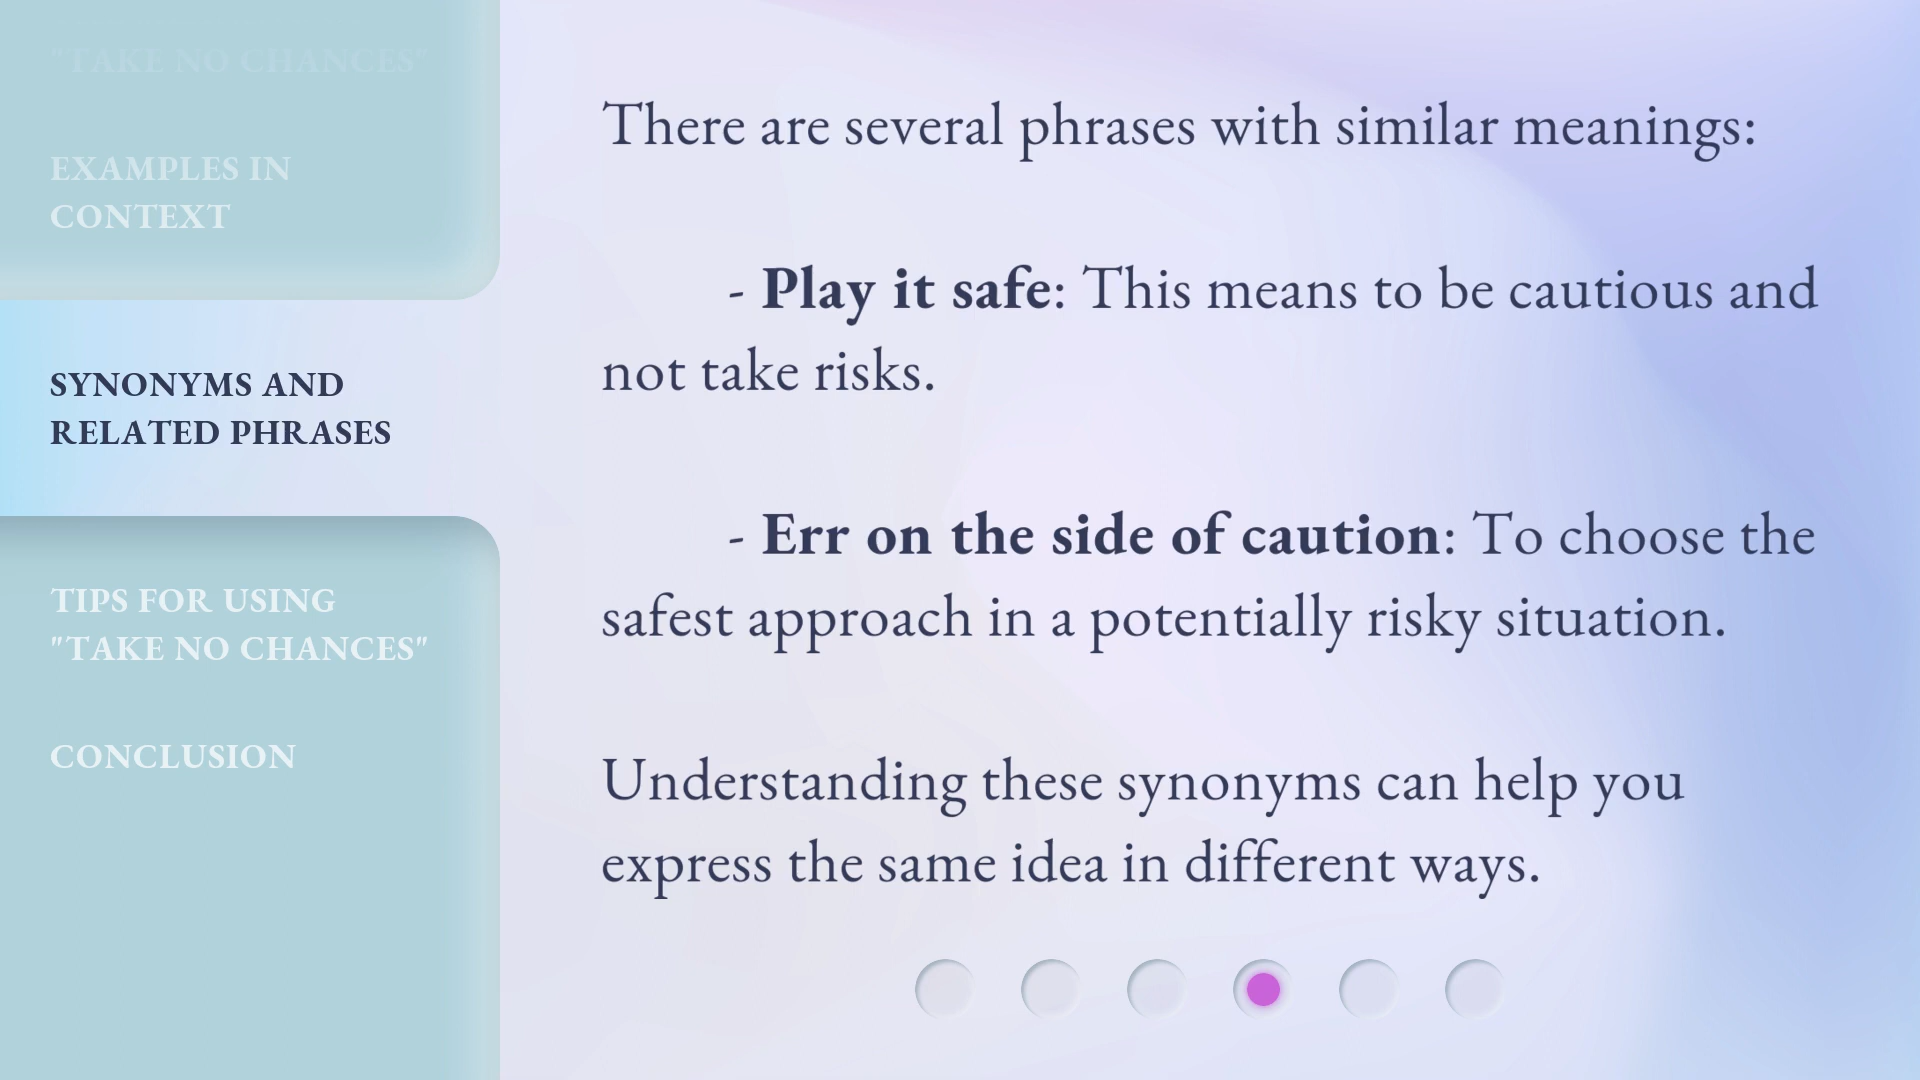 "TAKE NO CHANCES"
EXAMPLES IN
CONTEXT
SYNONYMS AND
RELATED PHRASES
TIPS FOR USING
"TAKE NO CHANCES"
CONCLUSION
There are several phrases with similar meanings:
- Play it safe: This means to be cautious and
not take risks.
- Err on the side of caution: To choose the
safest approach in a potentially risky situation.
Understanding these synonyms can help you
express the same idea in different ways.